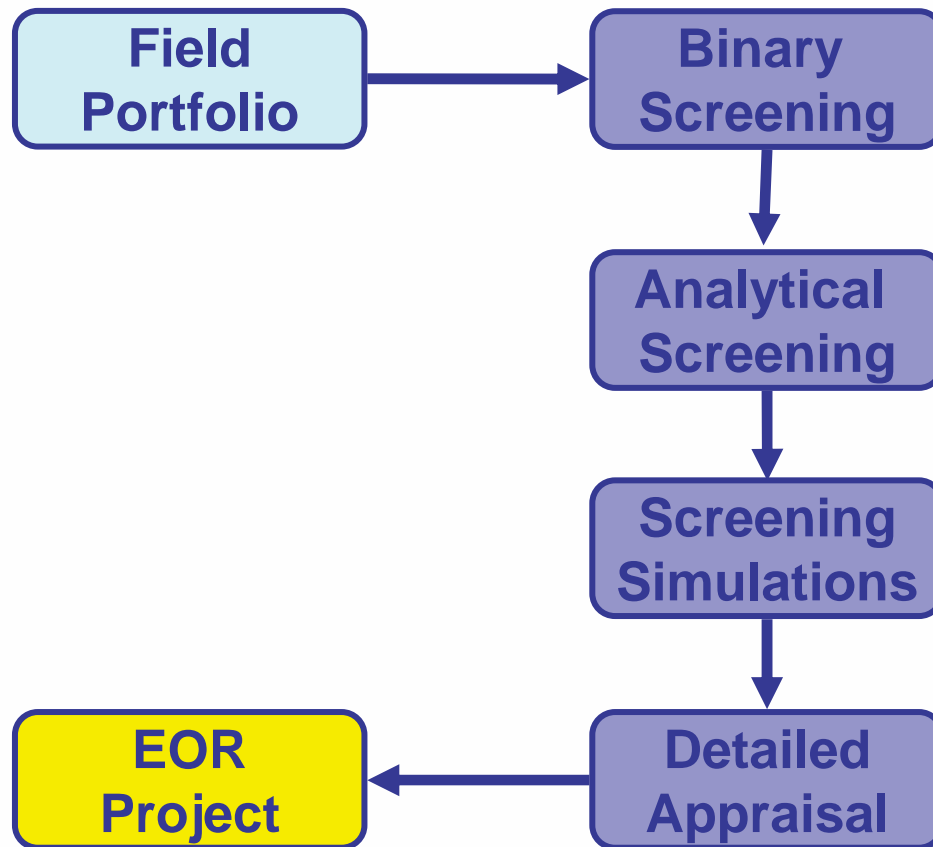 Field
Portfolio
Binary
Screening
Analytical
Screening
Screening
Simulations
Detailed
Appraisal
EOR
Project